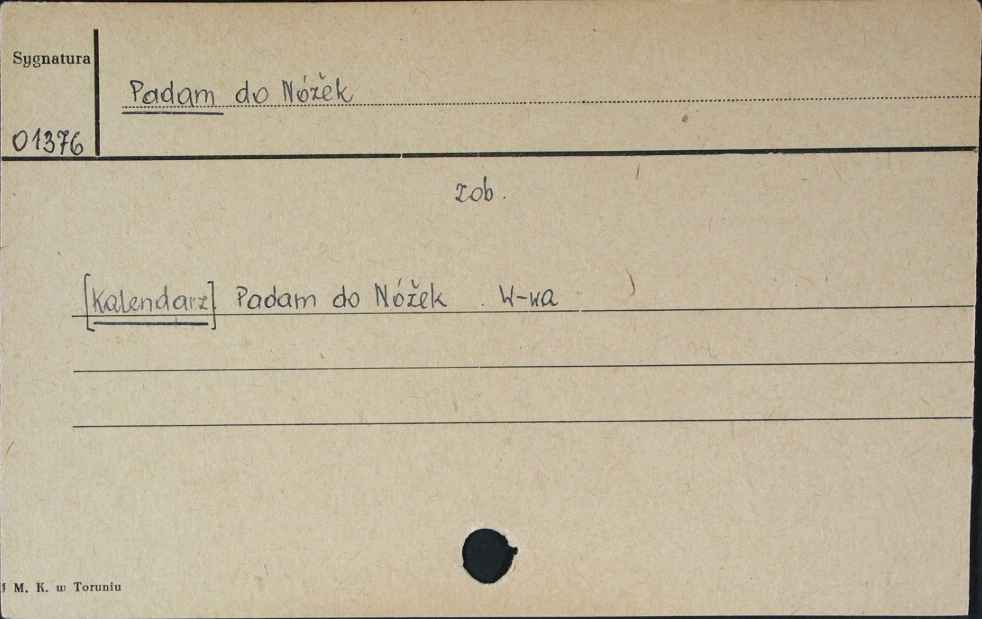 Sygnatura
Padam do Nóżek
01376
zob.
[Kalendarz] Padam do Nóżek . W-wa
M. K. w Toruniu